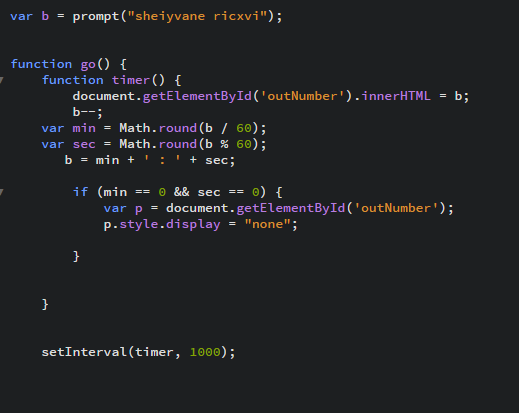 var b = prompt("sheiyvane ricxvi");
function go() {
function timer() {
document.getElementById('outNumber').innerHTML = b;
b--;
var min = Math.round(b / 60);
var sec = Math.round(b % 60);
b = min + ' : ' + sec;
if (min == 0 && sec == 0) {
var p = document.getElementById('outNumber');
p.style.display = "none";
}
}
setInterval(timer, 1000);